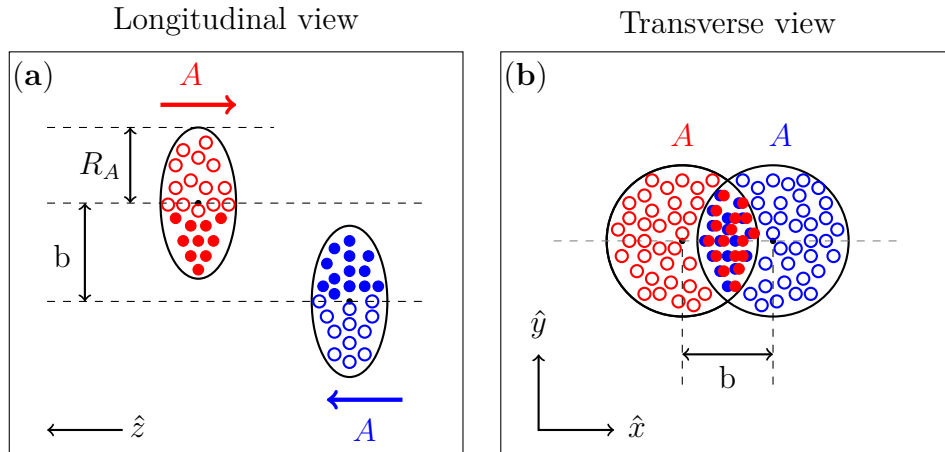 Longitudinal view
(a)
A
R_A
b
A
ẑ
Transverse view
(b)
A A
b
ŷ
x̂